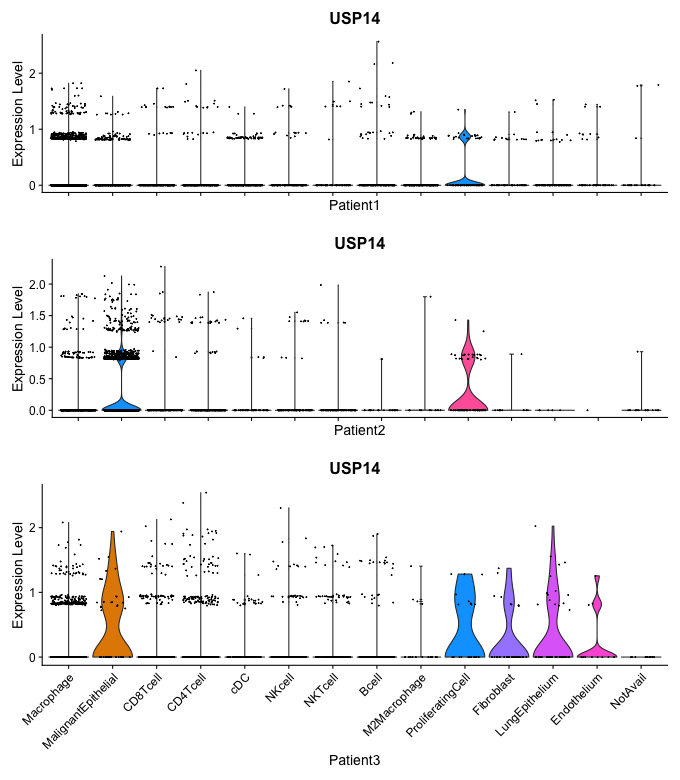 USP14
Expression Level
2
1
0
Patient1
USP14
Expression Level
2.0
1.5
1.0
0.5
0.0
Patient2
USP14
Expression Level
2
1
0
Macrophage
MalignantEpithelial
CD8Tcell
CD4Tcell
cDC
NKcell
NKTcell
Bcell
M2Macrophage
ProliferatingCell
Fibroblast
LungEpithelium
Endothelium
NotAvail
Patient3